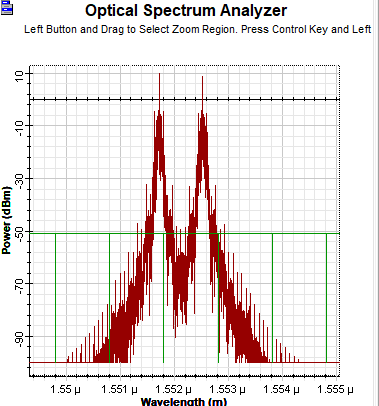 Optical Spectrum Analyzer
Left Button and Drag to Select Zoom Region. Press Control Key and Left
Power (dBm)
10
-10
-30
-50
-70
-90
1.55 µ 1.551 µ 1.552 µ 1.553 µ 1.554 µ 1.555 µ
Wavelength (m)